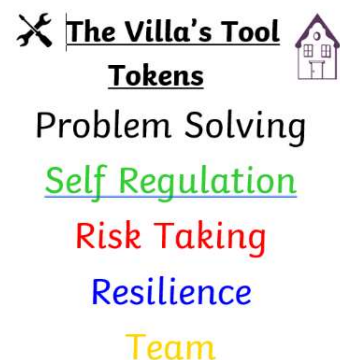 The Villa's Tool
Tokens
Problem Solving
Self Regulation
Risk Taking
Resilience
Team